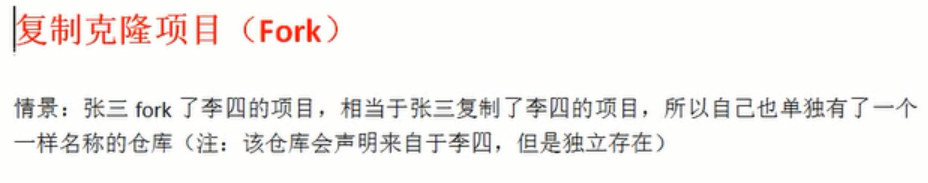 复制克隆项目（Fork）
情景：张三 fork 了李四的项目，相当于张三复制了李四的项目，所以自己也单独有了一个
一样名称的仓库（注：该仓库会声明来自于李四，但是独立存在）